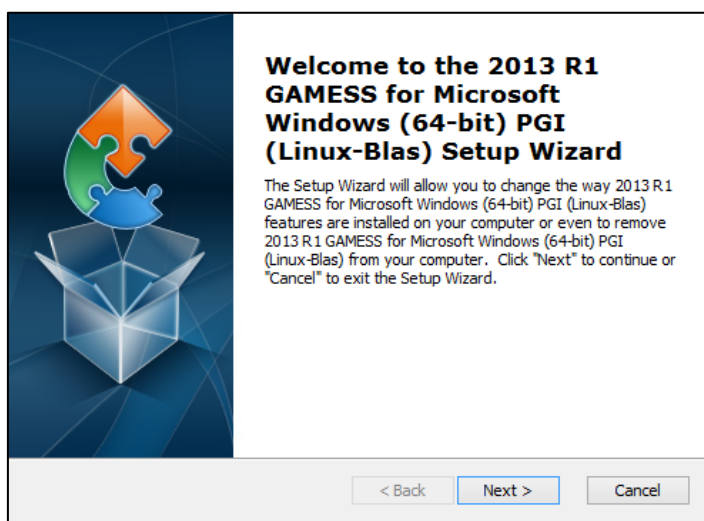 Welcome to the 2013 R1
GAMESS for Microsoft
Windows (64-bit) PGI
(Linux-Blas) Setup Wizard
The Setup Wizard will allow you to change the way 2013 R1
GAMESS for Microsoft Windows (64-bit) PGI (Linux-Blas)
features are installed on your computer or even to remove
2013 R1 GAMESS for Microsoft Windows (64-bit) PGI
(Linux-Blas) from your computer.  Click "Next" to continue or
"Cancel" to exit the Setup Wizard.
< Back Next > Cancel